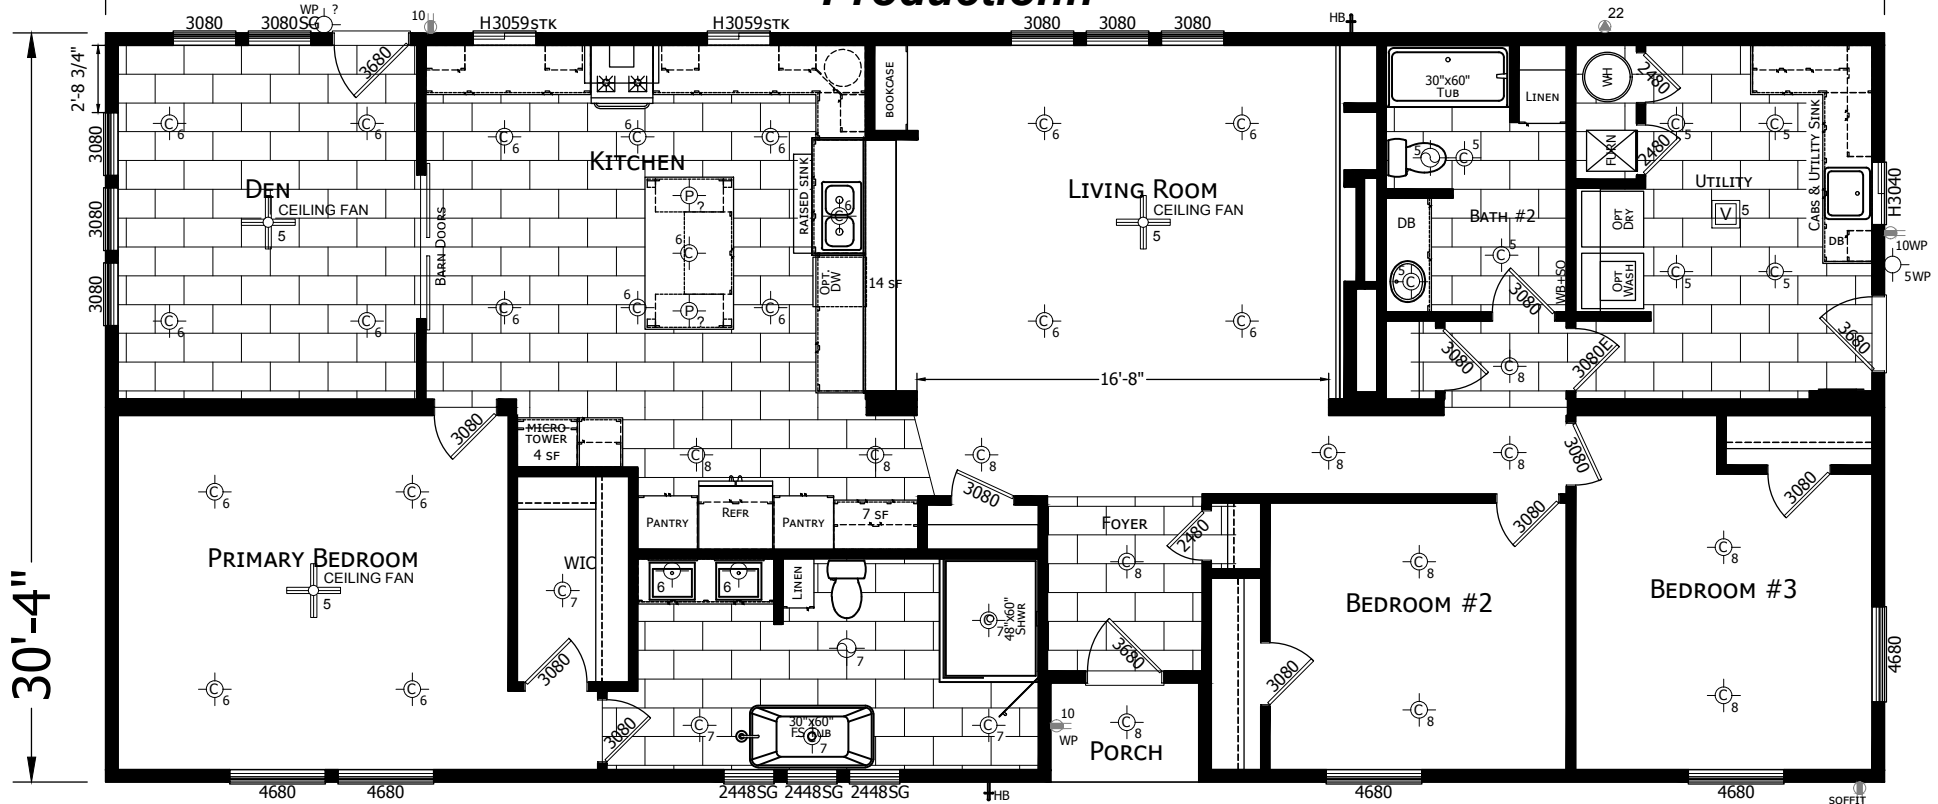 Production!!
WP ?
10
HB
22
3080
3080SG
H3059STK
H3059STK
3080
3080
3080
2'-8 3/4"
3680
BOOKCASE
30"x60"
TUB
LINEN
WH
2480
FURN
2480
CABS & UTILITY SINK
H3040
3080
3080
3080
C 6
C 6
C 6
C 6
C 6
C 6
C 6
5 C 5
C 5
C 5
KITCHEN
DEN
CEILING FAN
5
BARN DOORS
P ?
C 6
P ?
RAISED SINK
C 6
OPT.
DW
14 SF
LIVING ROOM
CEILING FAN
5
DB
BATH #2
C 5
C 5
UTILITY
V 5
OPT
DRY
OPT
WASH
WB+SO
DB
10WP
5WP
C 6
C 6
C 6
C 6
C 6
C 6
C 6
C 5
C 5
3080
3080
3080E
3680
C 8
16'-8"
30'-4"
3080
MICRO
TOWER
4 SF
C 8
C 8
C 8
C 8
C 8
3080
3080
3080
3080
C 6
C 6
PANTRY
REFR
PANTRY
7 SF
FOYER
2480
C 8
PRIMARY BEDROOM
CEILING FAN
5
WIC
C 7
6
6
LINEN
C 7
48"x60"
SHWR
7
C 8
BEDROOM #2
C 8
BEDROOM #3
3080
3680
3080
4680
C 6
C 6
3080
C 7
30"x60"
FS TUB
C 7
C 7
10
WP
C 8
PORCH
C 8
C 8
4680
4680
2448SG
2448SG
2448SG
HB
4680
4680
SOFFIT